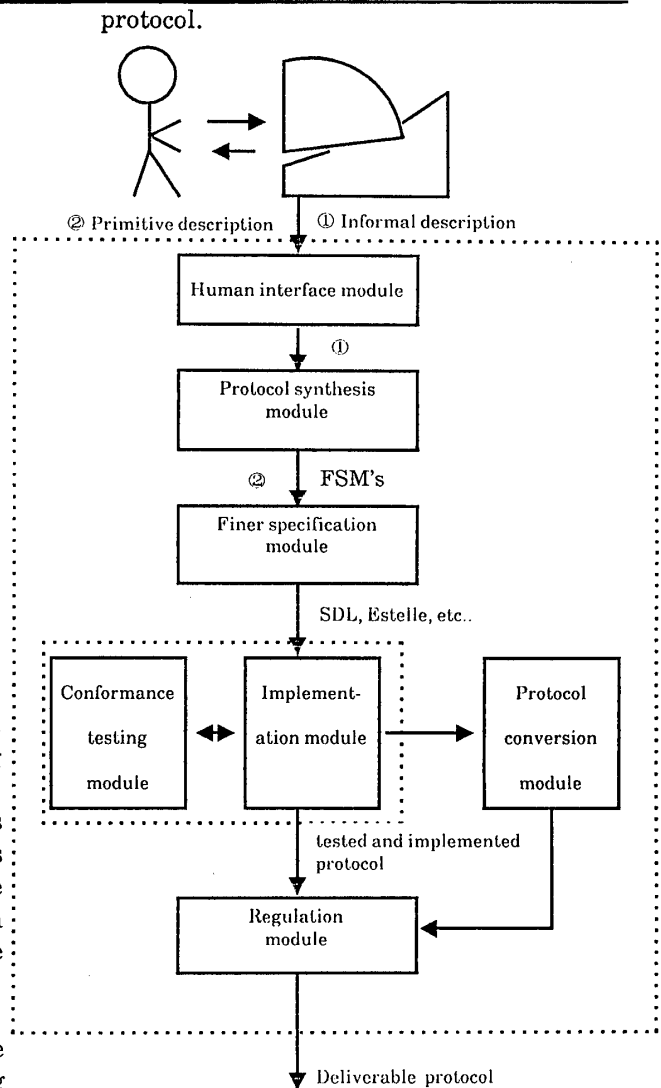 protocol.
② Primitive description
① Informal description
Human interface module
①
Protocol synthesis
module
② FSM's
Finer specification
module
SDL, Estelle, etc..
Conformance
testing
module
Implement-
ation module
Protocol
conversion
module
tested and implemented
protocol
Regulation
module
Deliverable protocol